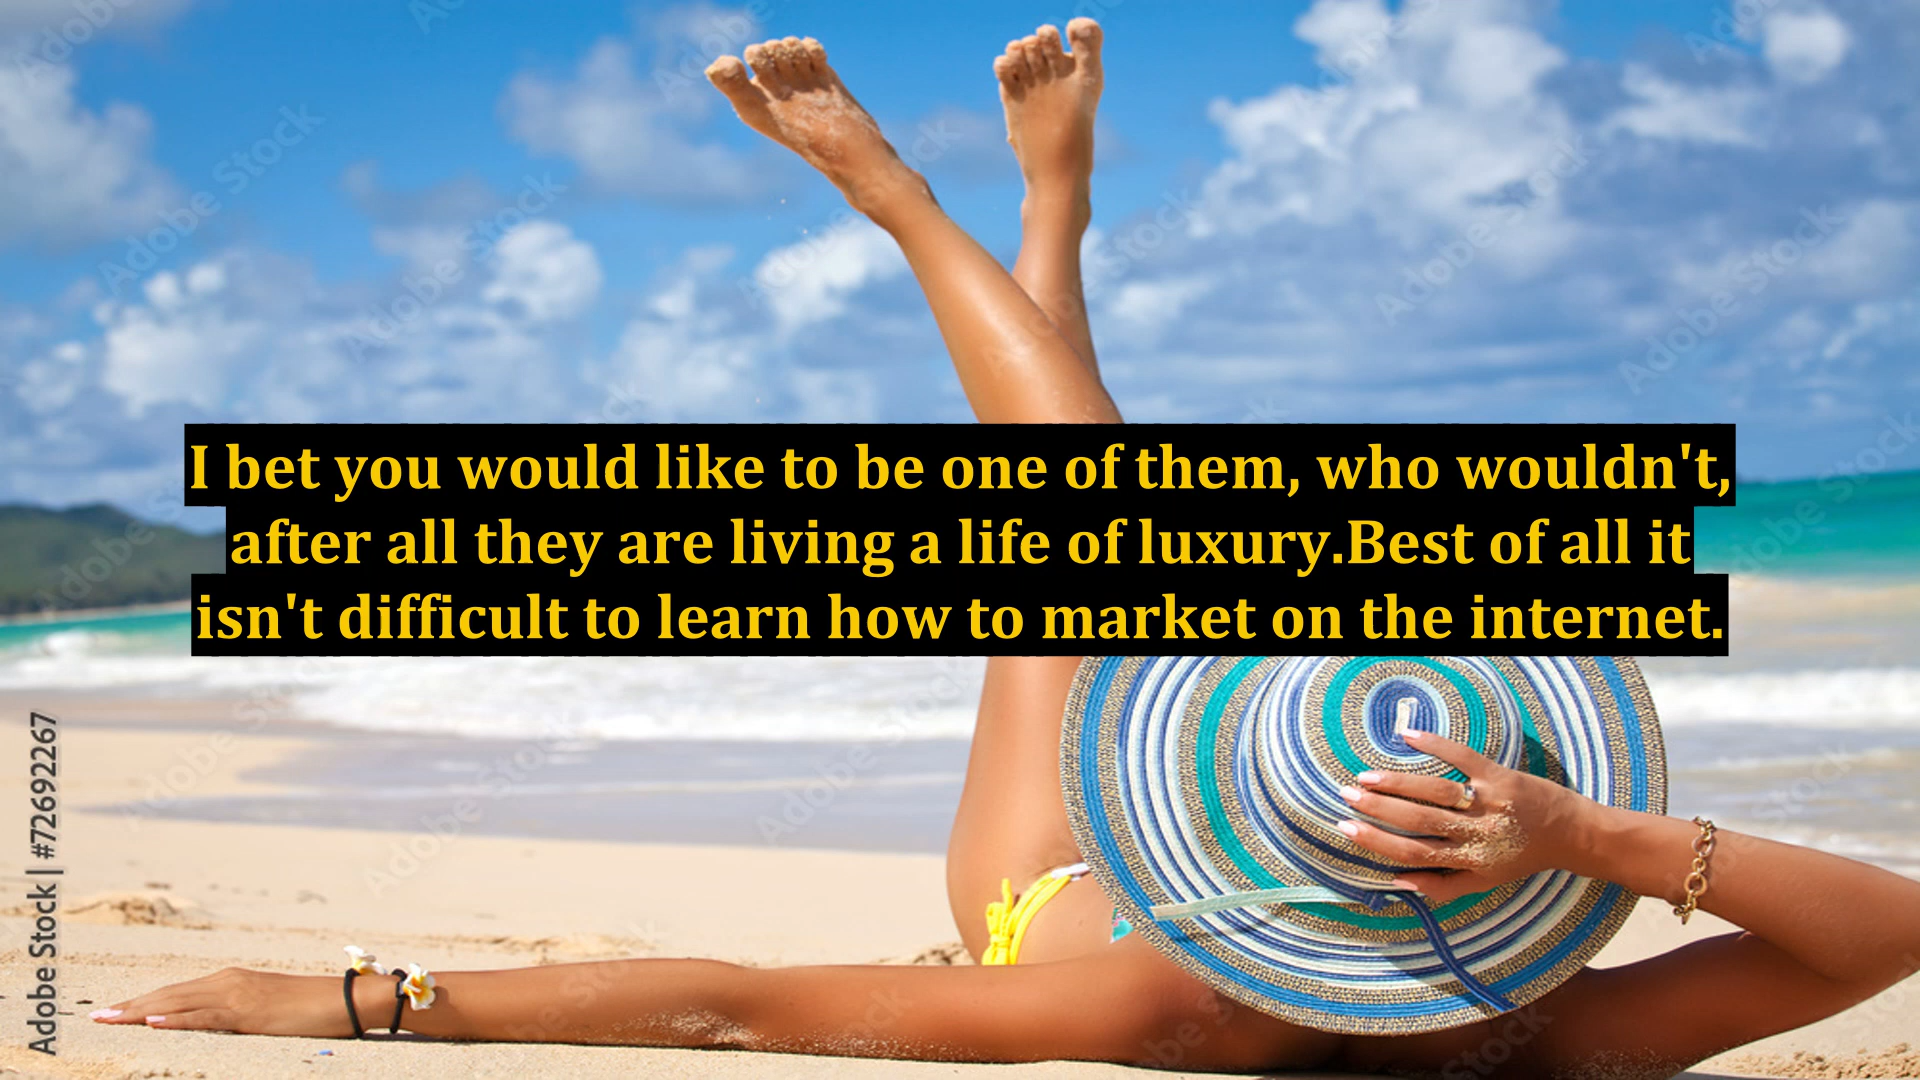 I bet you would like to be one of them, who wouldn't,
after all they are living a life of luxury.Best of all it
isn't difficult to learn how to market on the internet.
Adobe Stock | #726922267